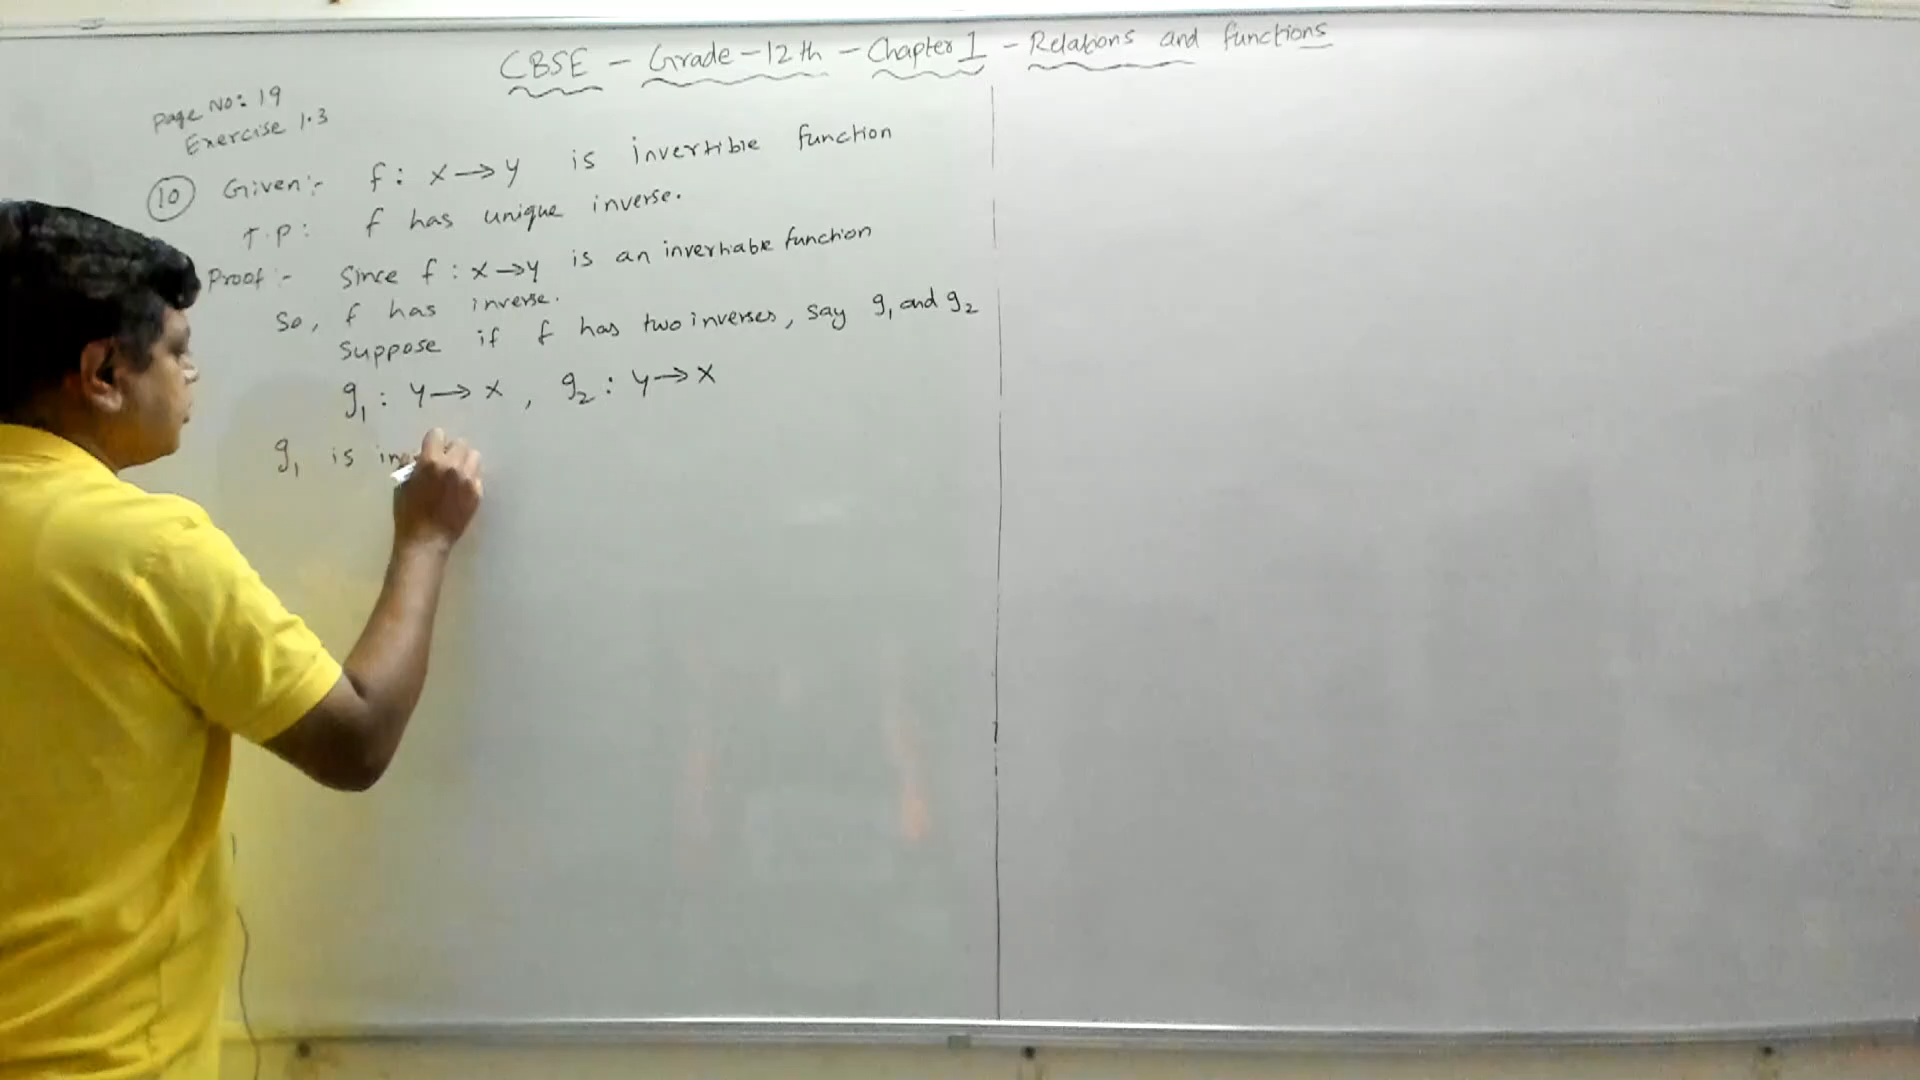 CBSE - Grade-12th - Chapter 1 - Relations and functions
Page No: 19
Exercise 1.3
10 Given:- f: X→Y is invertible function
T.P: f has unique inverse.
Proof:- Since f: X→Y is an invertiable function
So, f has inverse.
Suppose if f has two inverses, say g₁ and g₂
g₁: Y→X, g₂: Y→X
g₁ is